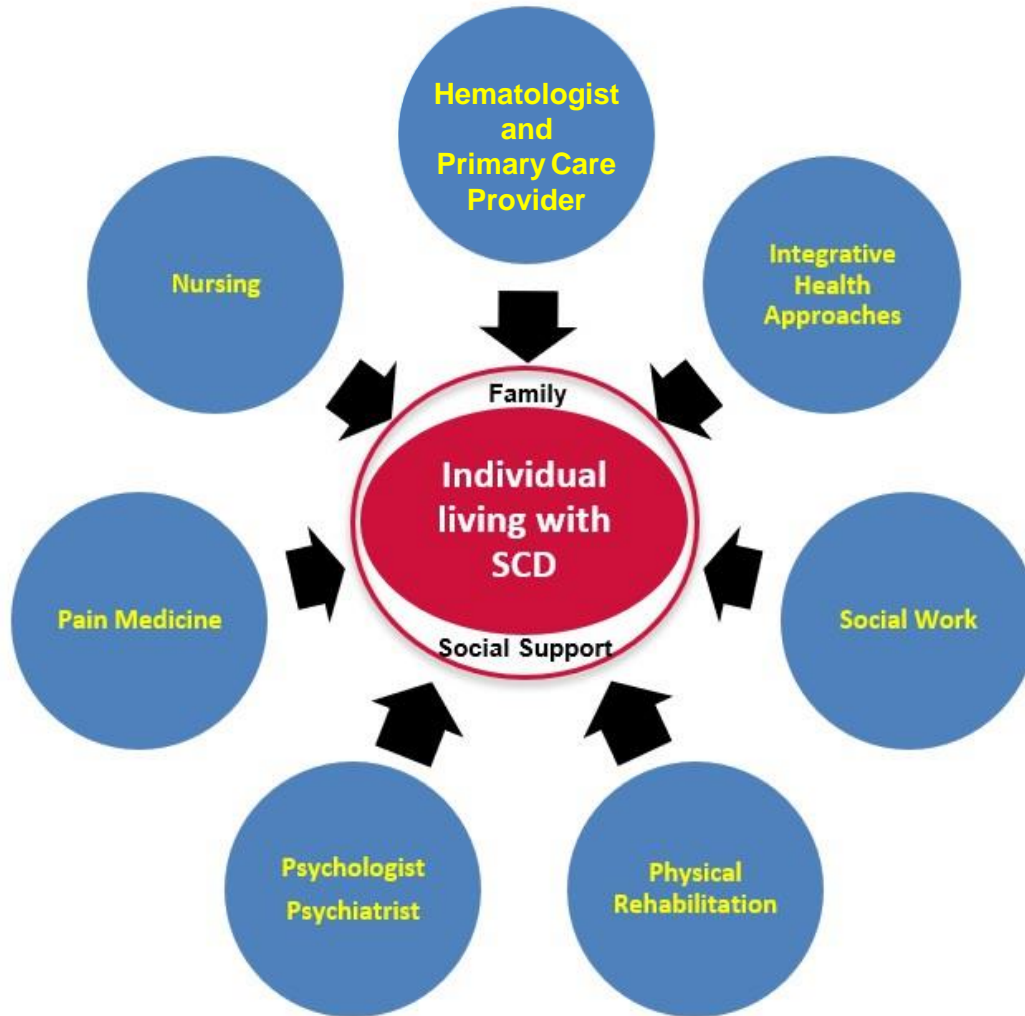 Hematologist
and
Primary Care
Provider
Nursing
Integrative
Health
Approaches
Family
Individual
living with
SCD
Social Support
Pain Medicine
Social Work
Psychologist
Psychiatrist
Physical
Rehabilitation